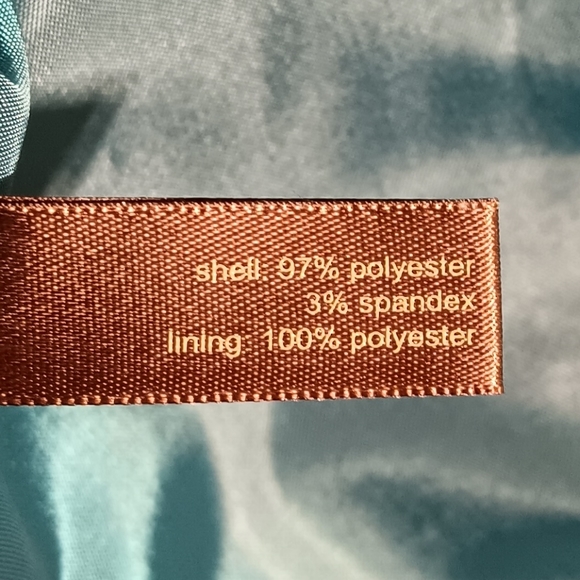 shell: 97% polyester
3% spandex
lining: 100% polyester